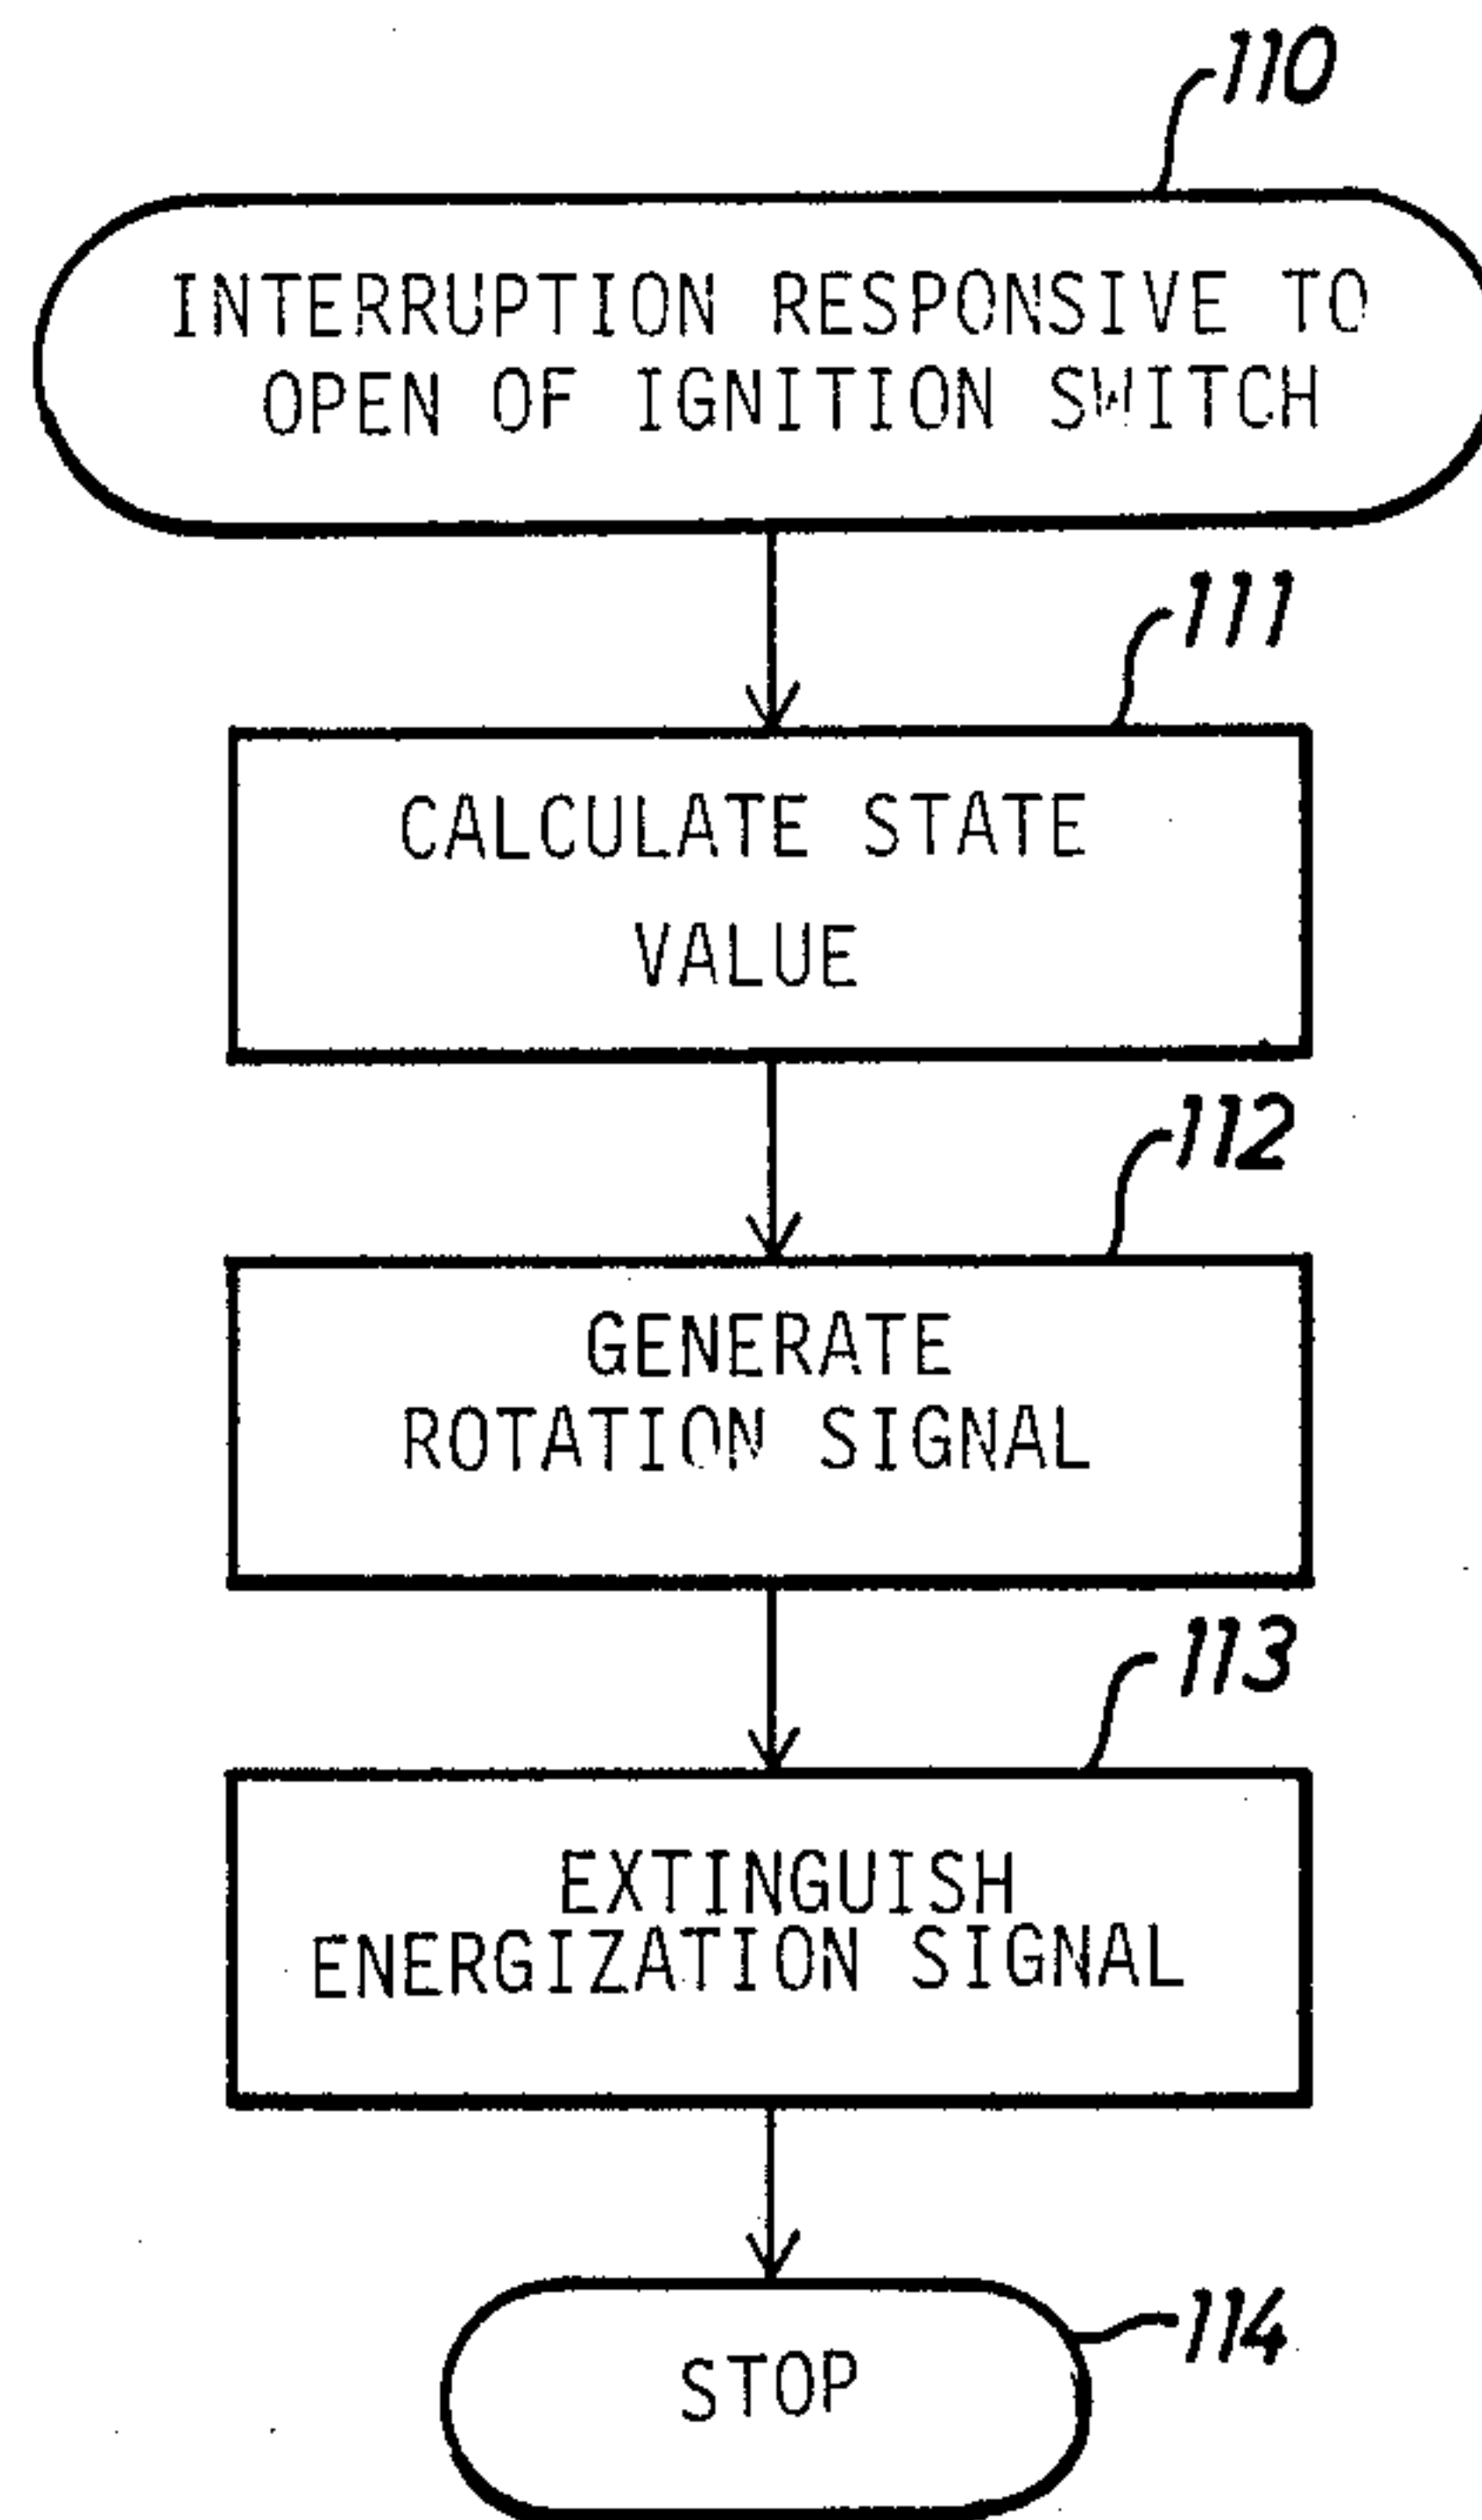 110
INTERRUPTION RESPONSIVE TO
OPEN OF IGNITION SWITCH
111
CALCULATE STATE
VALUE
112
GENERATE
ROTATION SIGNAL
113
EXTINGUISH
ENERGIZATION SIGNAL
114
STOP